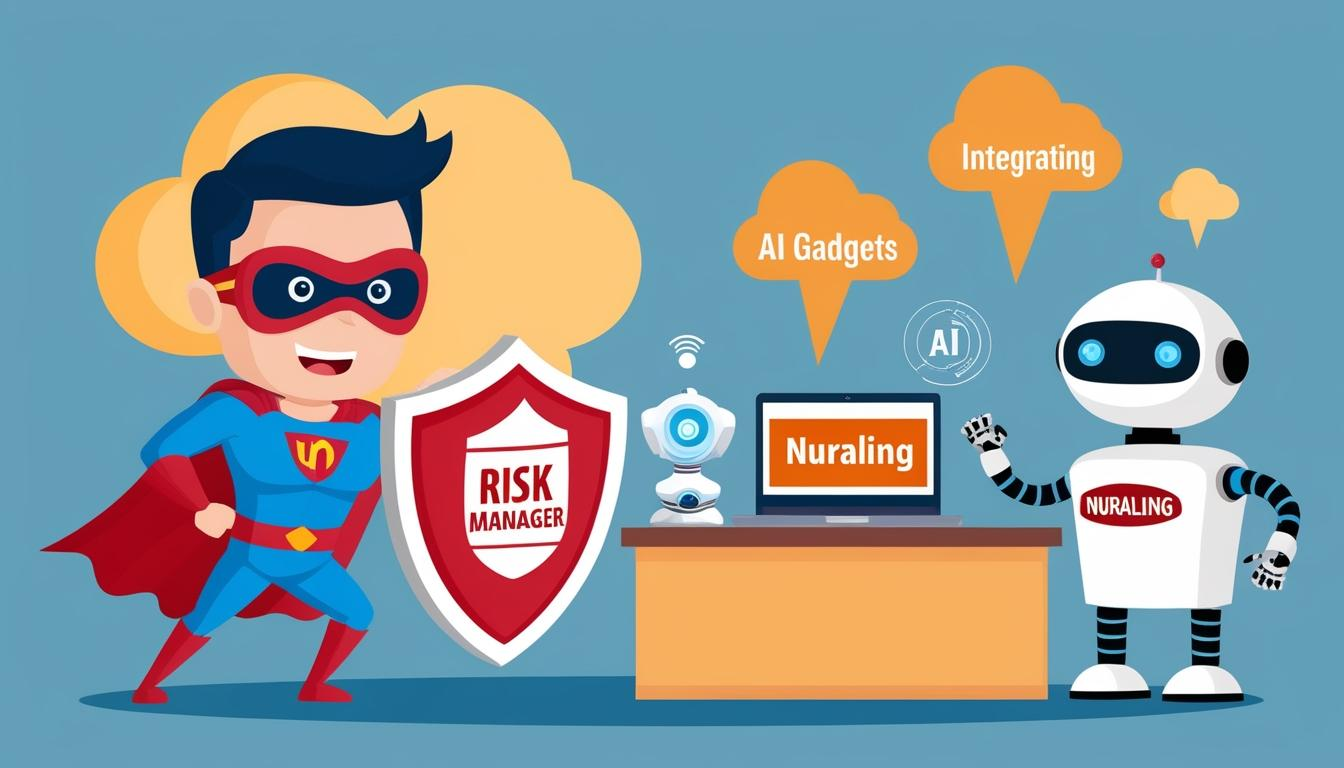 Integrating
AI Gadgets
AI
Nuraling
RISK
MANAGER
NURALING